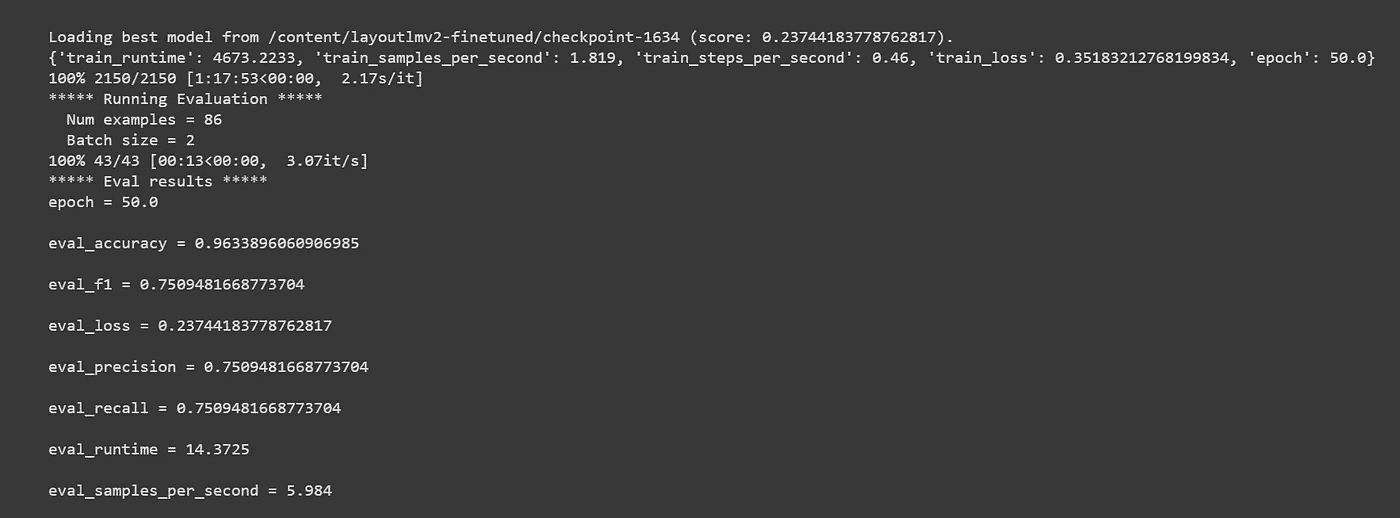 Loading best model from /content/layoutlmv2-finetuned/checkpoint-1634 (score: 0.23744183778762817).
{'train_runtime': 4673.2233, 'train_samples_per_second': 1.819, 'train_steps_per_second': 0.46, 'train_loss': 0.35183212768199834, 'epoch': 50.0}
100% 2150/2150 [1:17:53<00:00,  2.17s/it]
***** Running Evaluation *****
  Num examples = 86
  Batch size = 2
100% 43/43 [00:13<00:00,  3.07it/s]
***** Eval results *****
epoch = 50.0
eval_accuracy = 0.9633896060906985
eval_f1 = 0.7509481668773704
eval_loss = 0.23744183778762817
eval_precision = 0.7509481668773704
eval_recall = 0.7509481668773704
eval_runtime = 14.3725
eval_samples_per_second = 5.984